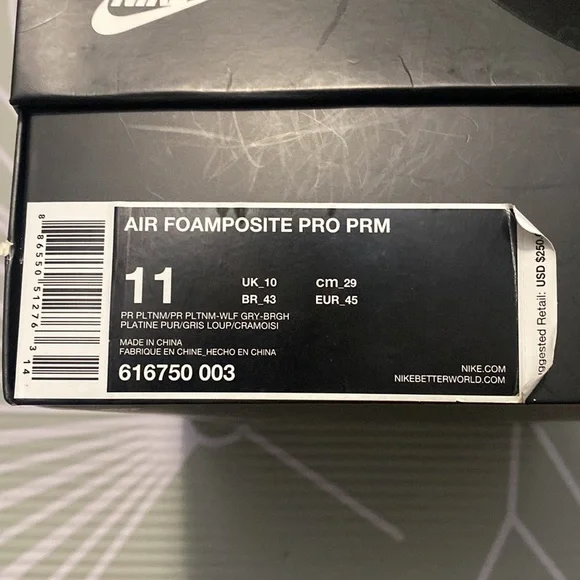 NIKE
AIR FOAMPOSITE PRO PRM
11
UK_10 cm_29
BR_43 EUR_45
PR PLTNM/PR PLTNM-WLF GRY-BRGH
PLATINE PUR/GRIS LOUP/CRAMOISI
MADE IN CHINA
FABRIQUE EN CHINE_HECHO EN CHINA
616750 003
NIKE.COM
NIKEBETTERWORLD.COM
8 86550 51276 3 14
Retail: USD $250.